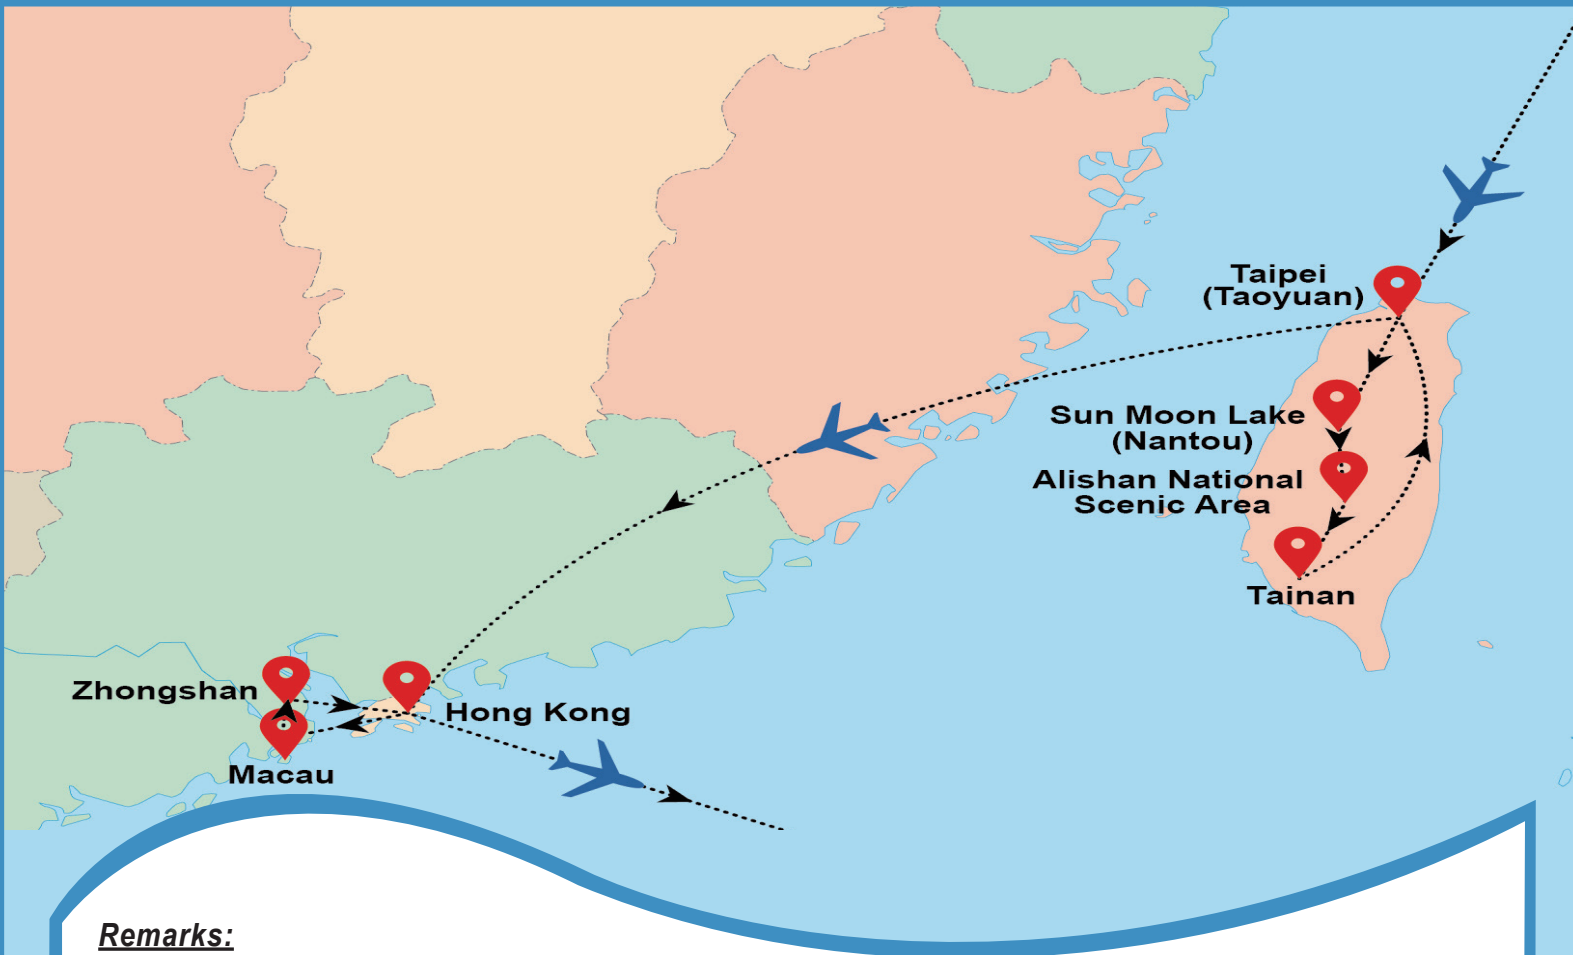 Taipei
(Taoyuan)
Sun Moon Lake
(Nantou)
Alishan National
Scenic Area
Tainan
Zhongshan
Hong Kong
Macau
Remarks: